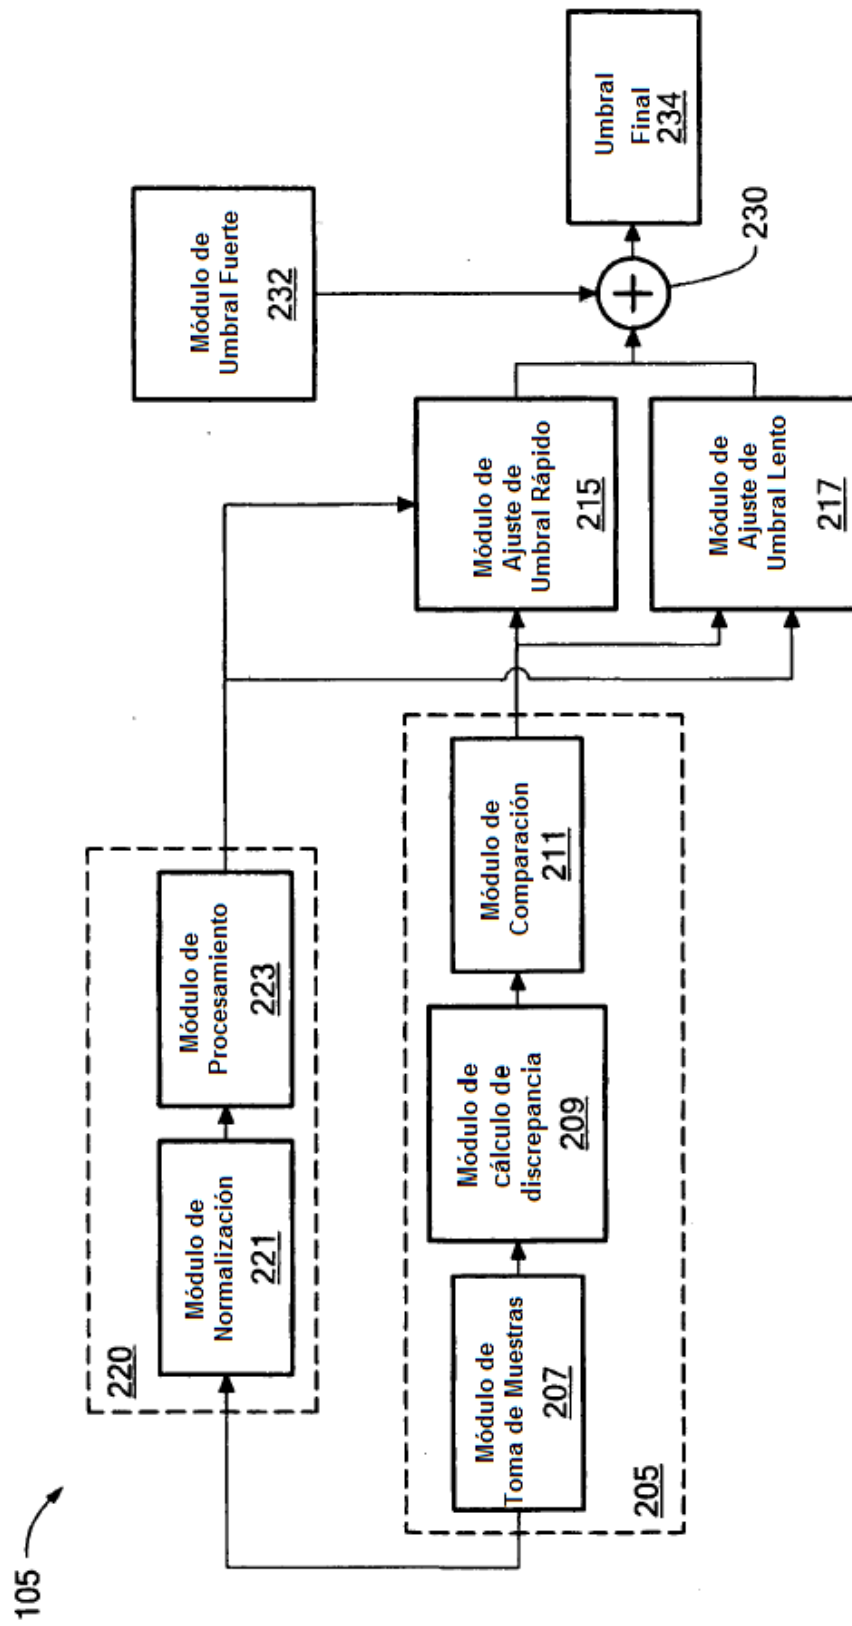 105
220
Módulo de
Normalización
221
Módulo de
Procesamiento
223
Módulo de
Umbral Fuerte
232
205
Módulo de
Toma de Muestras
207
Módulo de
cálculo de
discrepancia
209
Módulo de
Comparación
211
Módulo de
Ajuste de
Umbral Rápido
215
Módulo de
Ajuste de
Umbral Lento
217
+
230
Umbral
Final
234